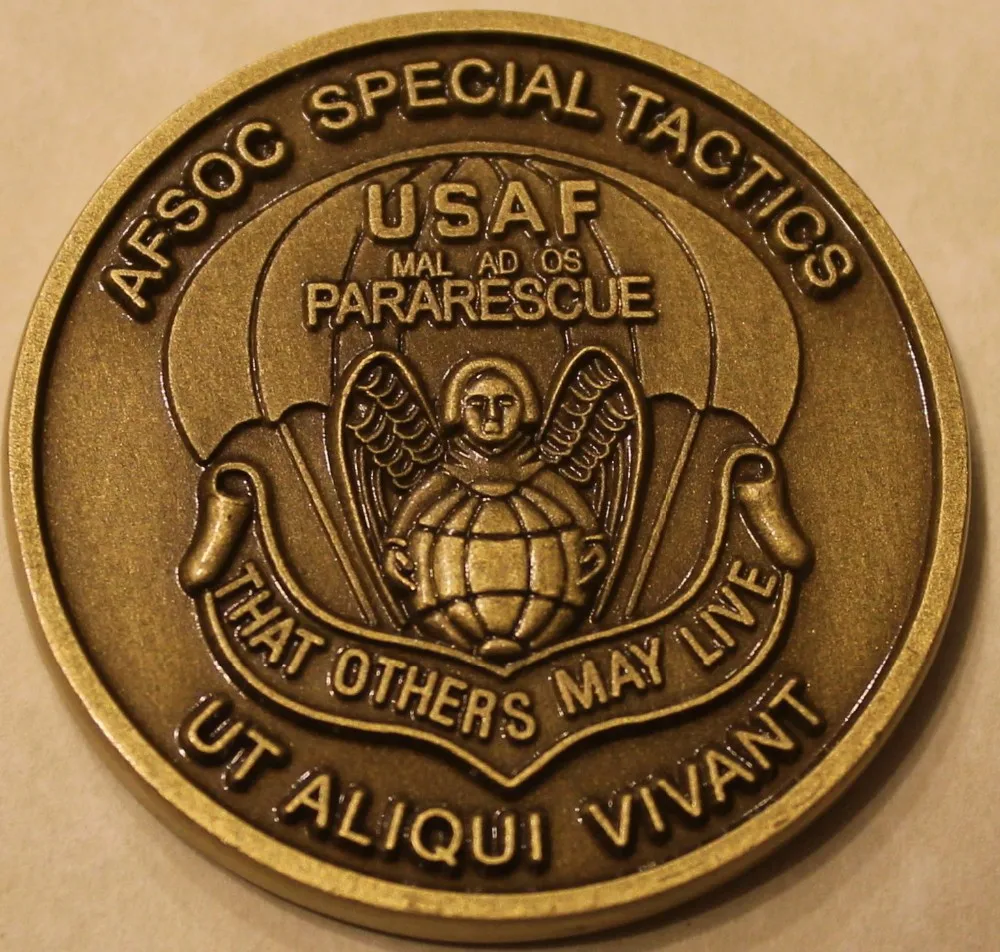 AFSOC SPECIAL TACTICS
USAF
MAL AD OS
PARARESCUE
THAT OTHERS MAY LIVE
UT ALIQUI VIVANT